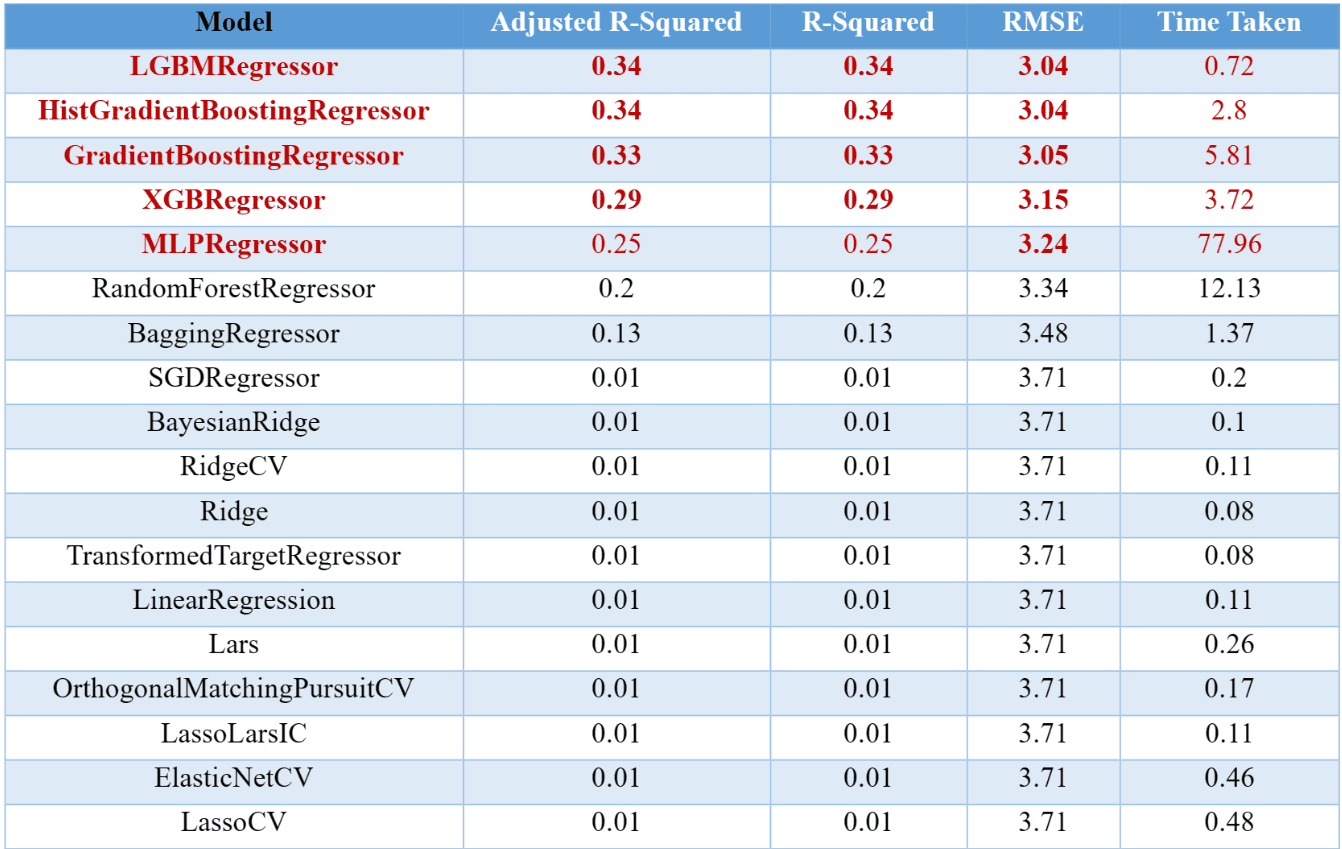 Model Adjusted R-Squared R-Squared RMSE Time Taken
LGBMRegressor 0.34 0.34 3.04 0.72
HistGradientBoostingRegressor 0.34 0.34 3.04 2.8
GradientBoostingRegressor 0.33 0.33 3.05 5.81
XGBRegressor 0.29 0.29 3.15 3.72
MLPRegressor 0.25 0.25 3.24 77.96
RandomForestRegressor 0.2 0.2 3.34 12.13
BaggingRegressor 0.13 0.13 3.48 1.37
SGDRegressor 0.01 0.01 3.71 0.2
BayesianRidge 0.01 0.01 3.71 0.1
RidgeCV 0.01 0.01 3.71 0.11
Ridge 0.01 0.01 3.71 0.08
TransformedTargetRegressor 0.01 0.01 3.71 0.08
LinearRegression 0.01 0.01 3.71 0.11
Lars 0.01 0.01 3.71 0.26
OrthogonalMatchingPursuitCV 0.01 0.01 3.71 0.17
LassoLarsIC 0.01 0.01 3.71 0.11
ElasticNetCV 0.01 0.01 3.71 0.46
LassoCV 0.01 0.01 3.71 0.48